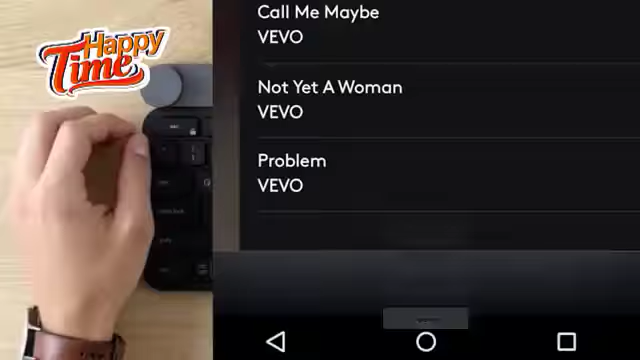 Happy
Time
Call Me Maybe
VEVO
Not Yet A Woman
VEVO
Problem
VEVO